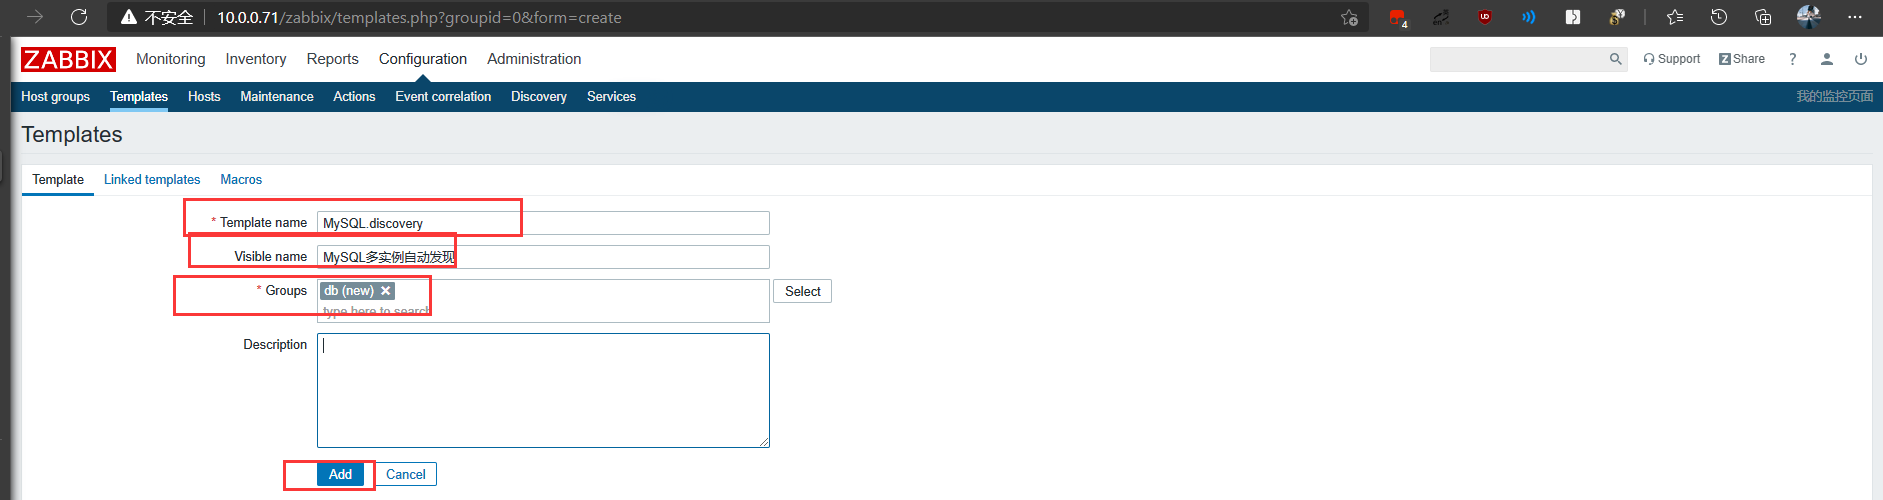 不安全 10.0.0.71/zabbix/templates.php?groupid=0&form=create
4
ZABBIX Monitoring Inventory Reports Configuration Administration Support Z Share ?
Host groups Templates Hosts Maintenance Actions Event correlation Discovery Services 我的监控页面
Templates
Template Linked templates Macros
* Template name MySQL.discovery
Visible name MySQL多实例自动发现
* Groups db (new) Select
type here to search
Description
Add Cancel